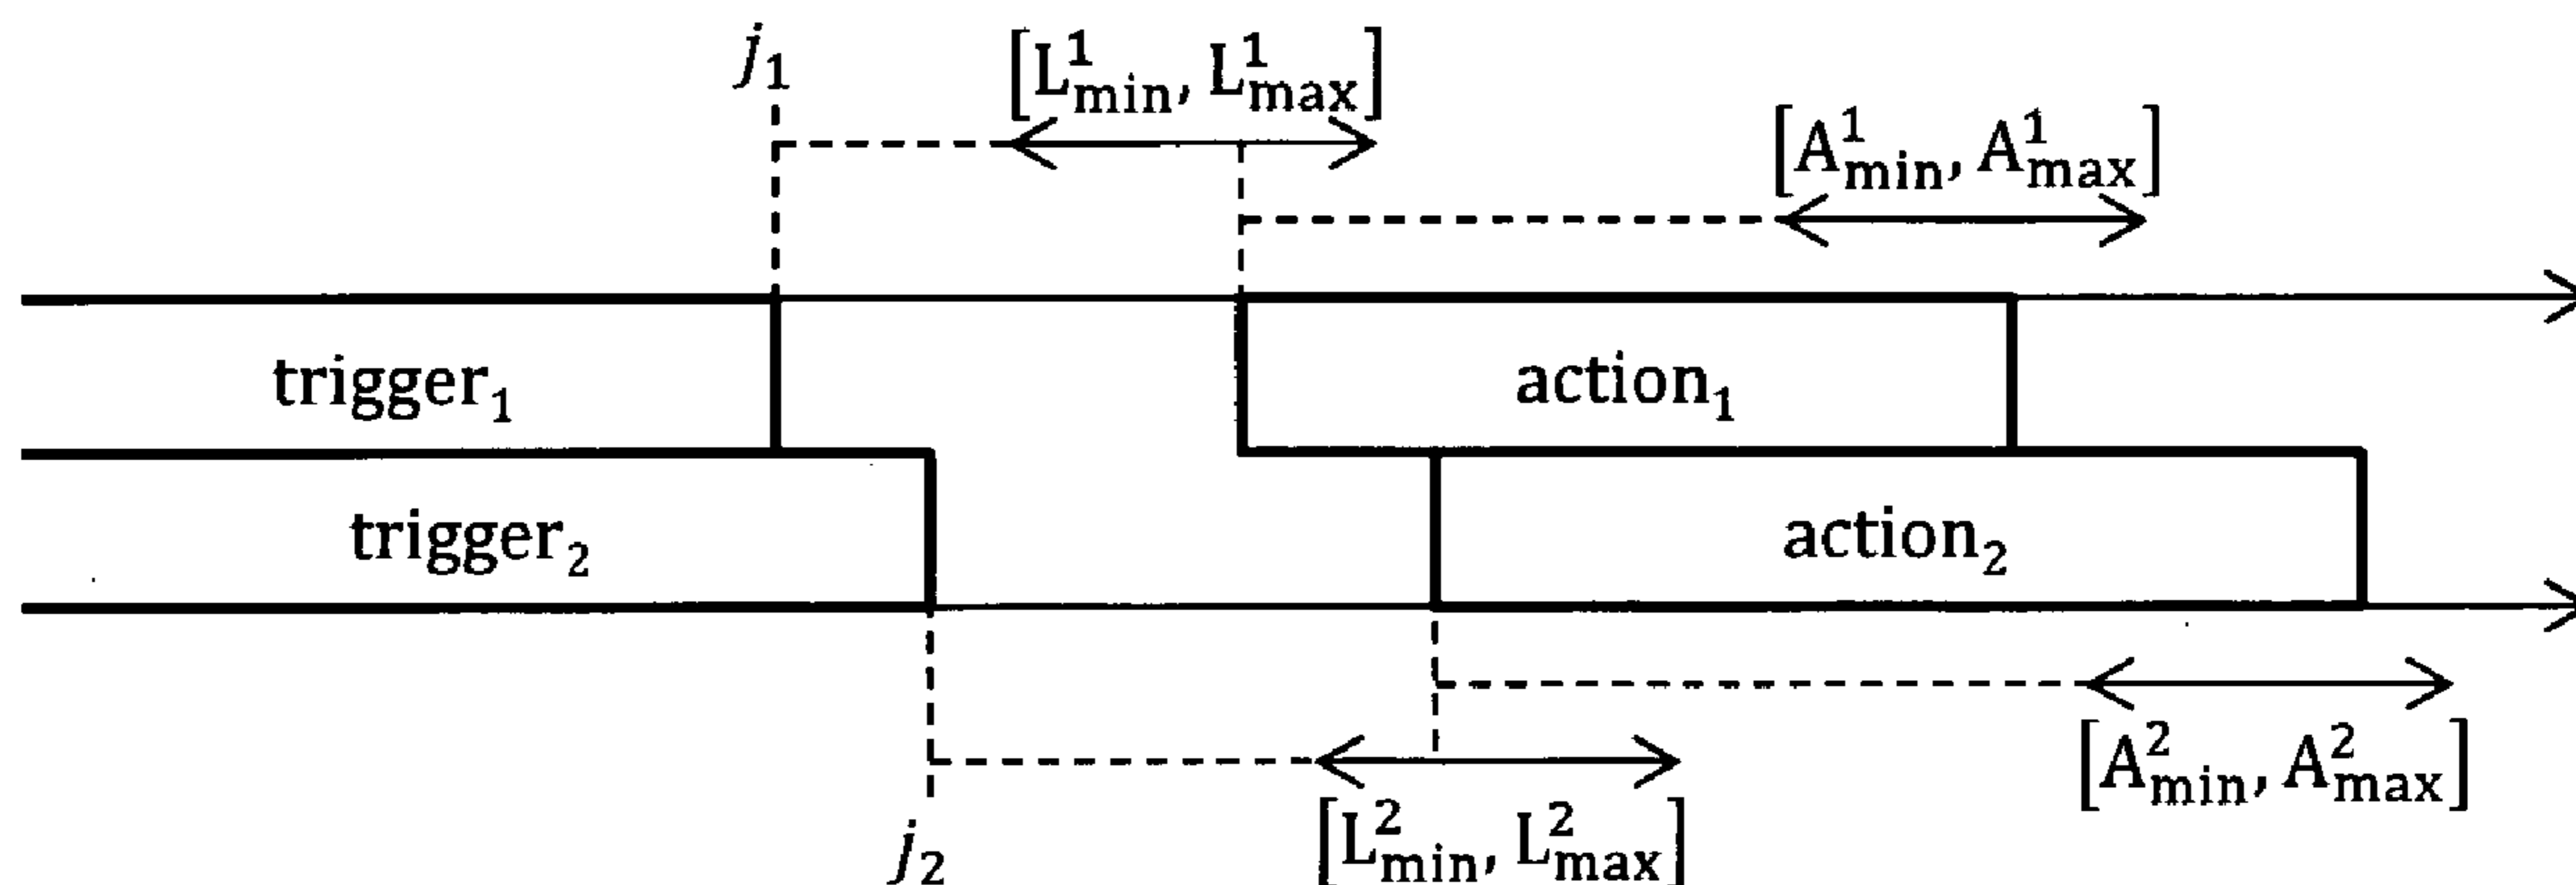 j₁
[L¹min, L¹max]
[A¹min, A¹max]
trigger₁
action₁
trigger₂
action₂
[A²min, A²max]
[L²min, L²max]
j₂